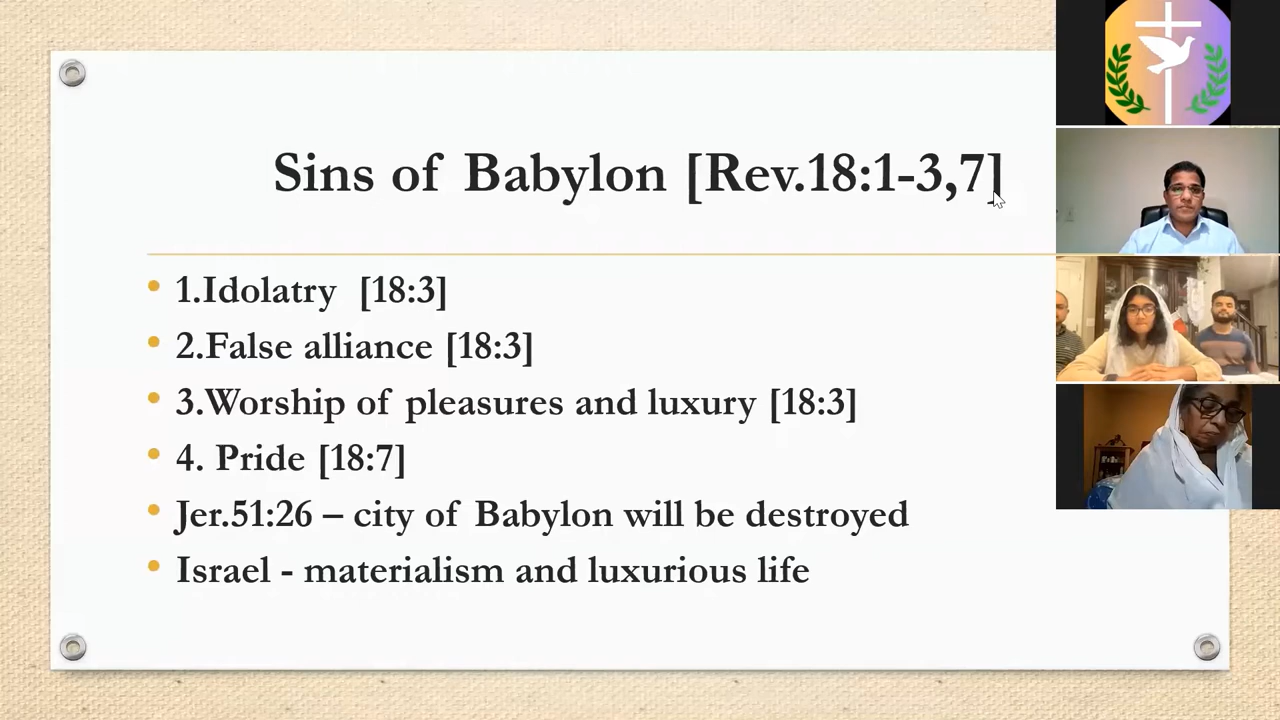 Sins of Babylon [Rev.18:1-3,7]
• 1.Idolatry [18:3]
• 2.False alliance [18:3]
• 3.Worship of pleasures and luxury [18:3]
• 4. Pride [18:7]
• Jer.51:26 – city of Babylon will be destroyed
• Israel - materialism and luxurious life